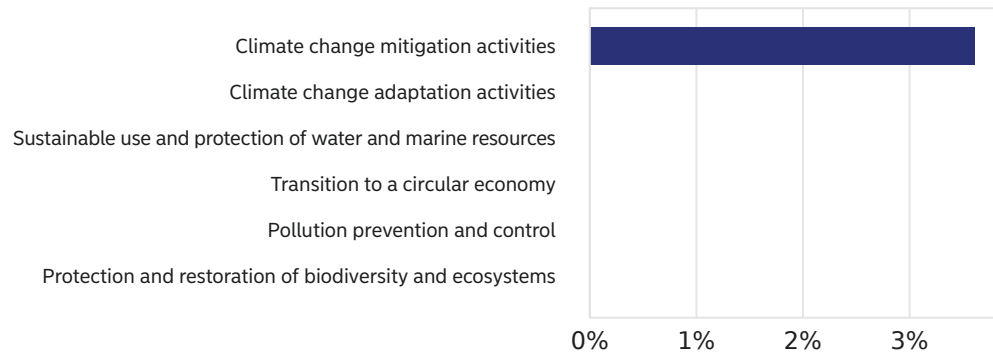 Climate change mitigation activities
Climate change adaptation activities
Sustainable use and protection of water and marine resources
Transition to a circular economy
Pollution prevention and control
Protection and restoration of biodiversity and ecosystems
0% 1% 2% 3%